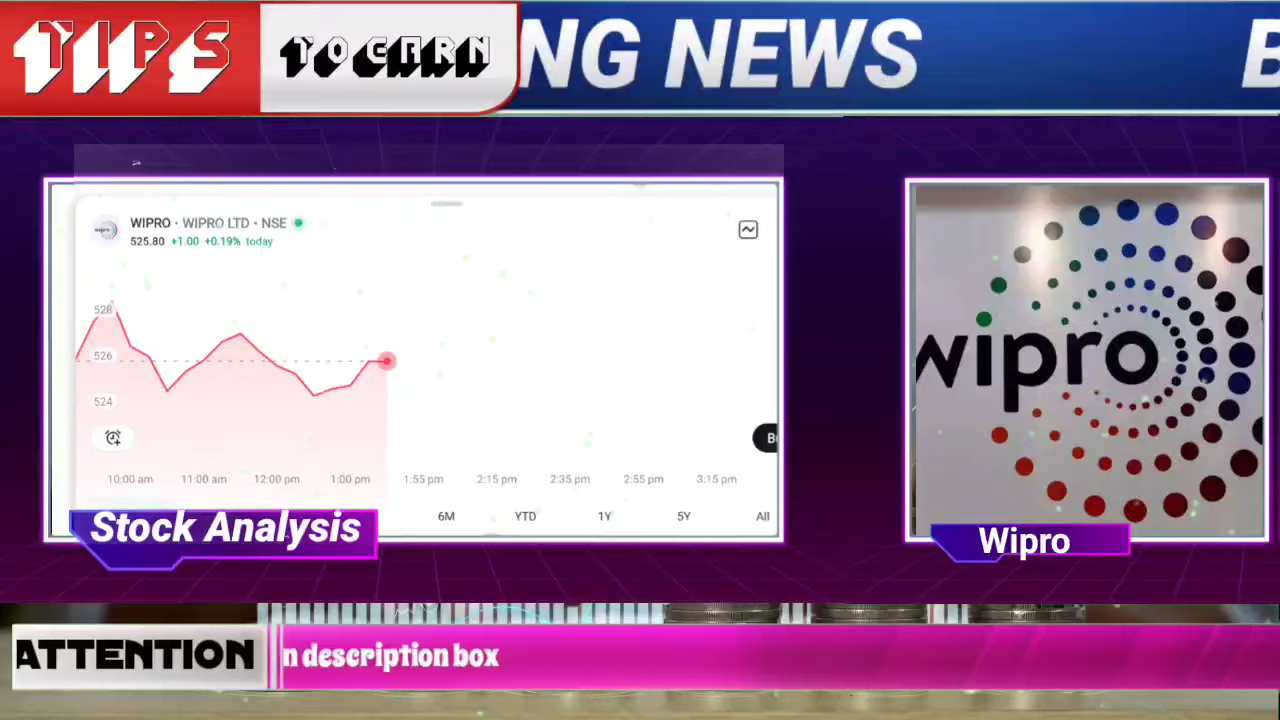 TIPS
TO EARN
NG NEWS
B
WIPRO · WIPRO LTD · NSE
525.80 +1.00 +0.19% today
wipro
528
526
524
B
10:00 am 11:00 am 12:00 pm 1:00 pm 1:55 pm 2:15 pm 2:35 pm 2:55 pm 3:15 pm
6M YTD 1Y 5Y All
Stock Analysis
wipro
Wipro
ATTENTION
n description box